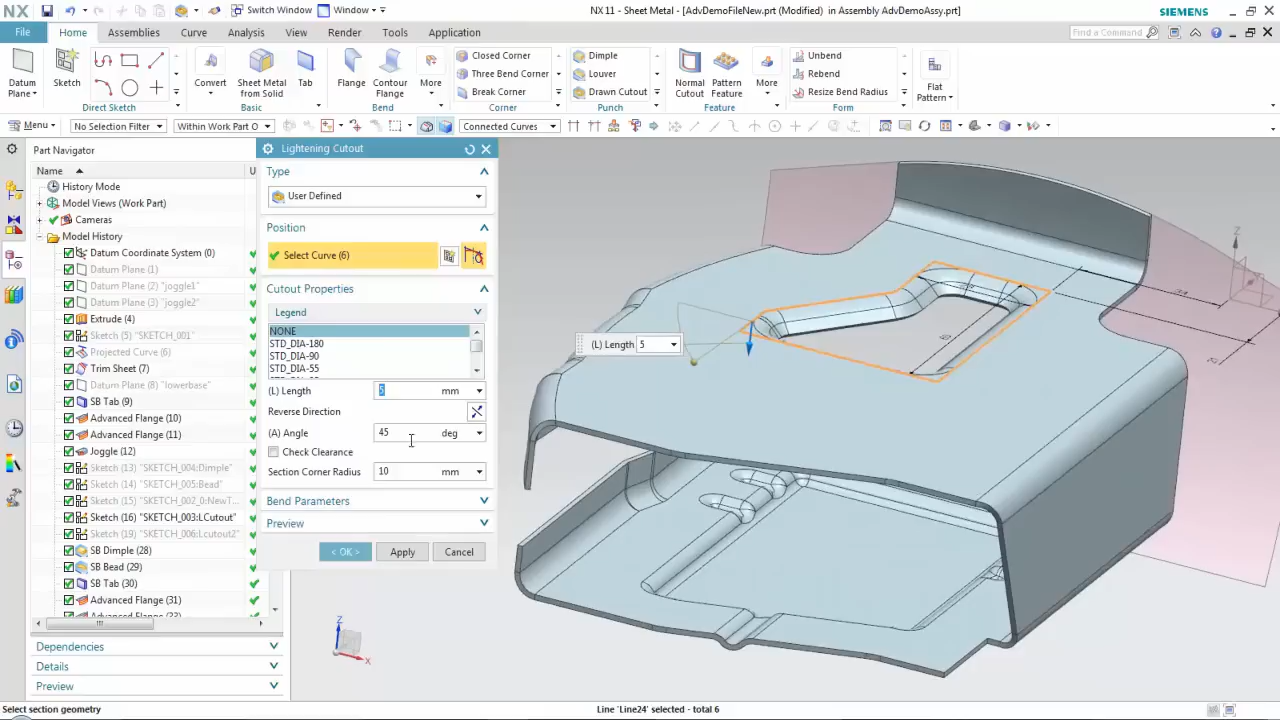 NX
Switch Window
Window
NX 11 - Sheet Metal - [AdvDemoFileNew.prt (Modified)  in Assembly AdvDemoAssy.prt]
SIEMENS
File
Home
Assemblies
Curve
Analysis
View
Render
Tools
Application
Find a Command
Datum Plane
Sketch
Direct Sketch
Convert
Sheet Metal from Solid
Tab
Basic
Flange
Contour Flange
More
Bend
Closed Corner
Three Bend Corner
Break Corner
Corner
Dimple
Louver
Drawn Cutout
Punch
Normal Cutout
Pattern Feature
More
Feature
Unbend
Rebend
Resize Bend Radius
Form
Flat Pattern
Menu
No Selection Filter
Within Work Part O
Connected Curves
Part Navigator
Name
U
History Mode
Model Views (Work Part)
Cameras
Model History
Datum Coordinate System (0)
Datum Plane (1)
Datum Plane (2) "joggle1"
Datum Plane (3) "joggle2"
Extrude (4)
Sketch (5) "SKETCH_001"
Projected Curve (6)
Trim Sheet (7)
Datum Plane (8) "lowerbase"
SB Tab (9)
Advanced Flange (10)
Advanced Flange (11)
Joggle (12)
Sketch (13) "SKETCH_004:Dimple"
Sketch (14) "SKETCH_005:Bead"
Sketch (15) "SKETCH_002_0:NewT...
Sketch (16) "SKETCH_003:LCutout"
Sketch (19) "SKETCH_006:Lcutout2"
SB Dimple (28)
SB Bead (29)
SB Tab (30)
Advanced Flange (31)
Dependencies
Details
Preview
Lightening Cutout
Type
User Defined
Position
Select Curve (6)
Cutout Properties
Legend
NONE
STD_DIA-180
STD_DIA-90
STD_DIA-55
(L) Length
5
mm
Reverse Direction
(A) Angle
45
deg
Check Clearance
Section Corner Radius
10
mm
Bend Parameters
Preview
< OK >
Apply
Cancel
(L) Length
5
Z
Z
X
Select section geometry
Line 'Line24' selected - total 6